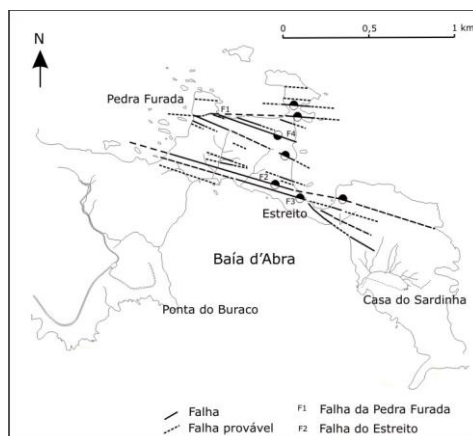 N
0 0,5 1 km
Pedra Furada
F1
F4
F2
F3
Estreito
Baía d’Abra
Ponta do Buraco
Casa do Sardinha
Falha F1 Falha da Pedra Furada
Falha provável F2 Falha do Estreito